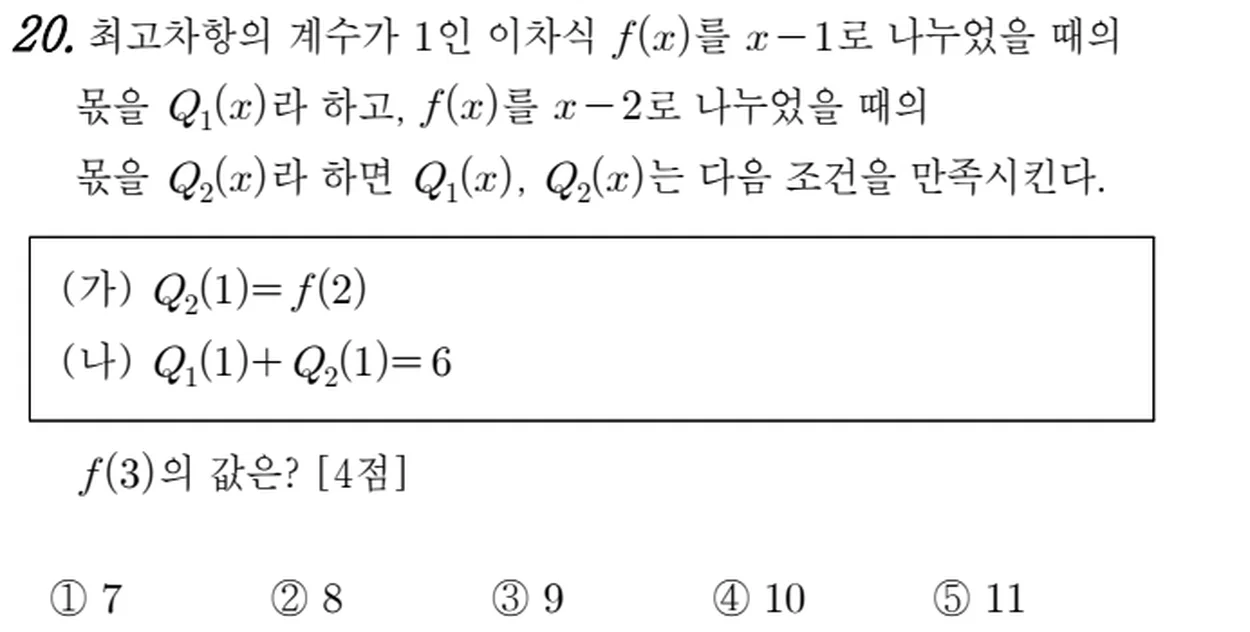 20. 최고차항의 계수가 1인 이차식 f(x)를 x-1로 나누었을 때의
몫을 Q₁(x)라 하고, f(x)를 x-2로 나누었을 때의
몫을 Q₂(x)라 하면 Q₁(x), Q₂(x)는 다음 조건을 만족시킨다.
(가) Q₂(1)=f(2)
(나) Q₁(1)+Q₂(1)=6
f(3)의 값은? [4점]
① 7 ② 8 ③ 9 ④ 10 ⑤ 11